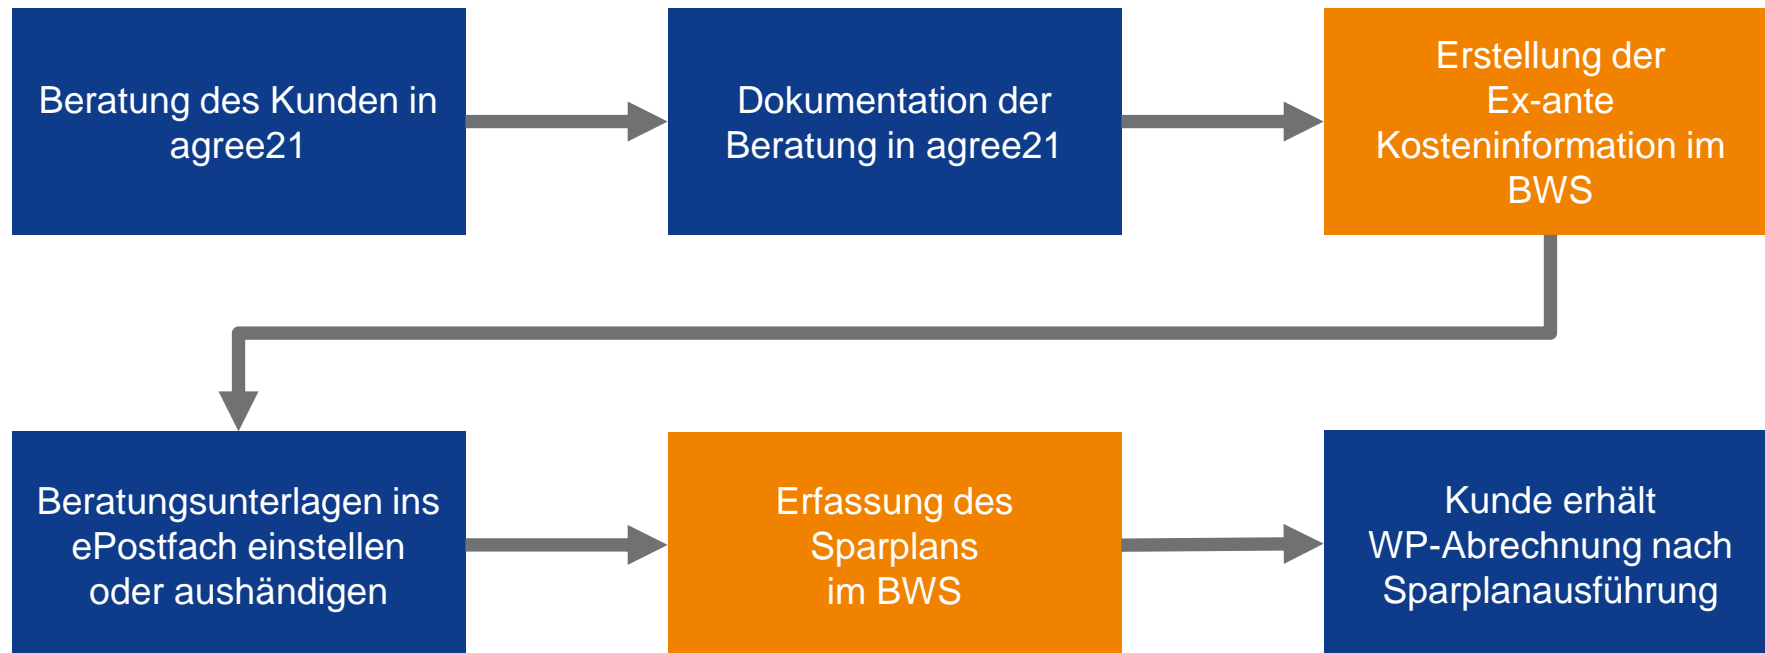 Beratung des Kunden in
agree21
Dokumentation der
Beratung in agree21
Erstellung der
Ex-ante
Kosteninformation im
BWS
Beratungsunterlagen ins
ePostfach einstellen
oder aushändigen
Erfassung des
Sparplans
im BWS
Kunde erhält
WP-Abrechnung nach
Sparplanausführung